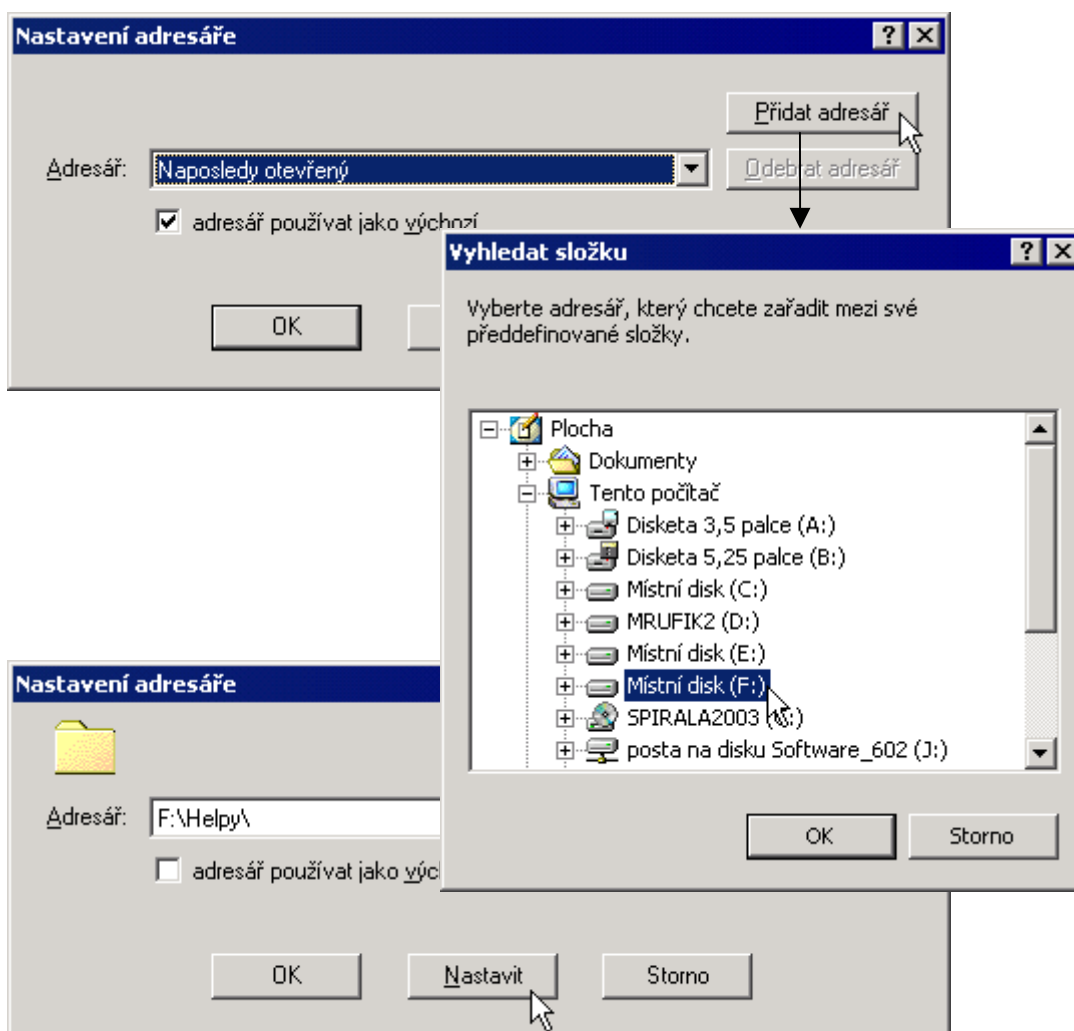 Nastavení adresáře
Přidat adresář
Adresář: Naposledy otevřený Odebrat adresář
adresář používat jako výchozí
OK
Vyhledat složku
Vyberte adresář, který chcete zařadit mezi své
předdefinované složky.
Plocha
Dokumenty
Tento počítač
Disketa 3,5 palce (A:)
Disketa 5,25 palce (B:)
Místní disk (C:)
MRUFIK2 (D:)
Místní disk (E:)
Místní disk (F:)
SPIRALA2003
posta na disku Software_602 (J:)
OK Storno
Nastavení adresáře
Adresář: F:\Helpy\
adresář používat jako výc
OK Nastavit Storno